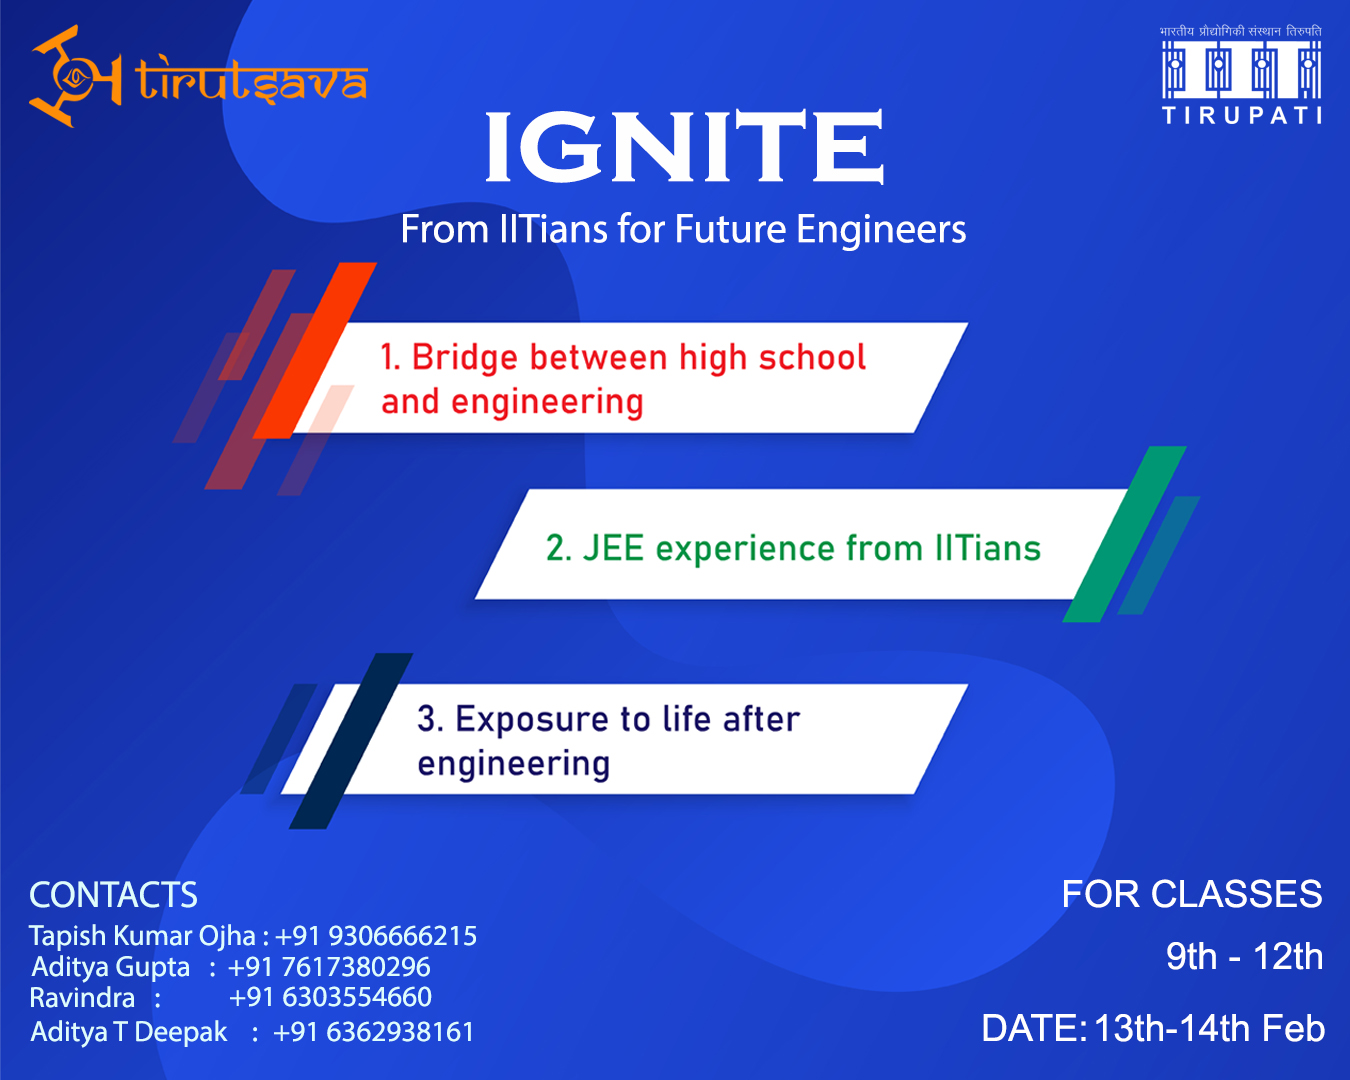 tirutsava
भारतीय प्रौद्योगिकी संस्थान तिरुपति
TIRUPATI
IGNITE
From IITians for Future Engineers
1. Bridge between high school
and engineering
2. JEE experience from IITians
3. Exposure to life after
engineering
CONTACTS
Tapish Kumar Ojha : +91 9306666215
Aditya Gupta : +91 7617380296
Ravindra : +91 6303554660
Aditya T Deepak : +91 6362938161
FOR CLASSES
9th - 12th
DATE: 13th-14th Feb